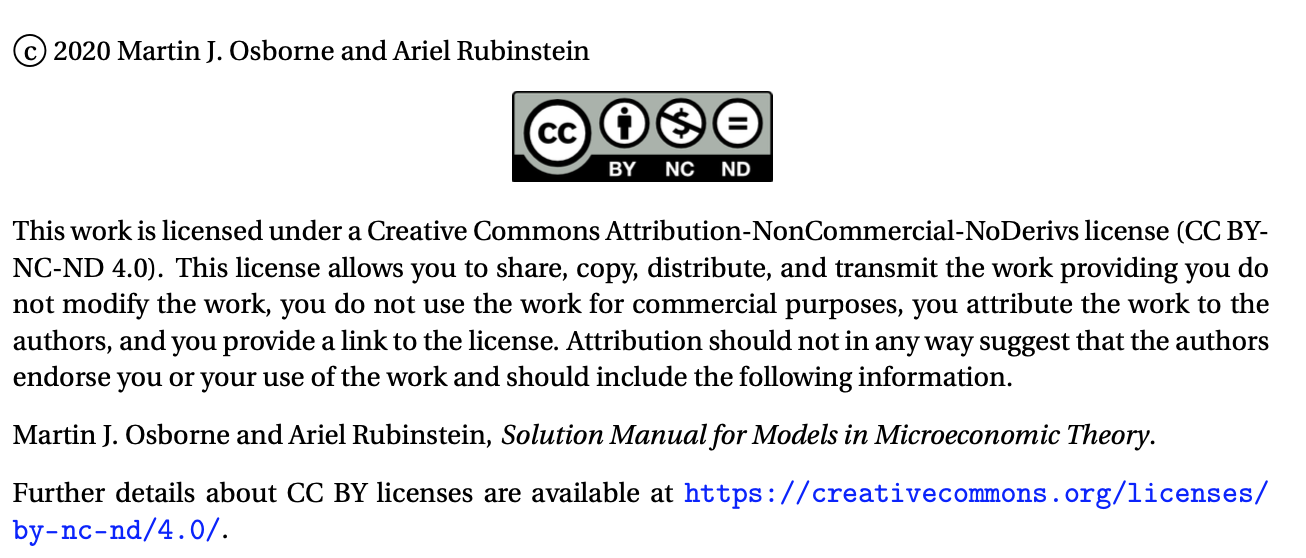 © 2020 Martin J. Osborne and Ariel Rubinstein
CC
BY NC ND
This work is licensed under a Creative Commons Attribution-NonCommercial-NoDerivs license (CC BY-
NC-ND 4.0). This license allows you to share, copy, distribute, and transmit the work providing you do
not modify the work, you do not use the work for commercial purposes, you attribute the work to the
authors, and you provide a link to the license. Attribution should not in any way suggest that the authors
endorse you or your use of the work and should include the following information.
Martin J. Osborne and Ariel Rubinstein, Solution Manual for Models in Microeconomic Theory.
Further details about CC BY licenses are available at https://creativecommons.org/licenses/
by-nc-nd/4.0/.